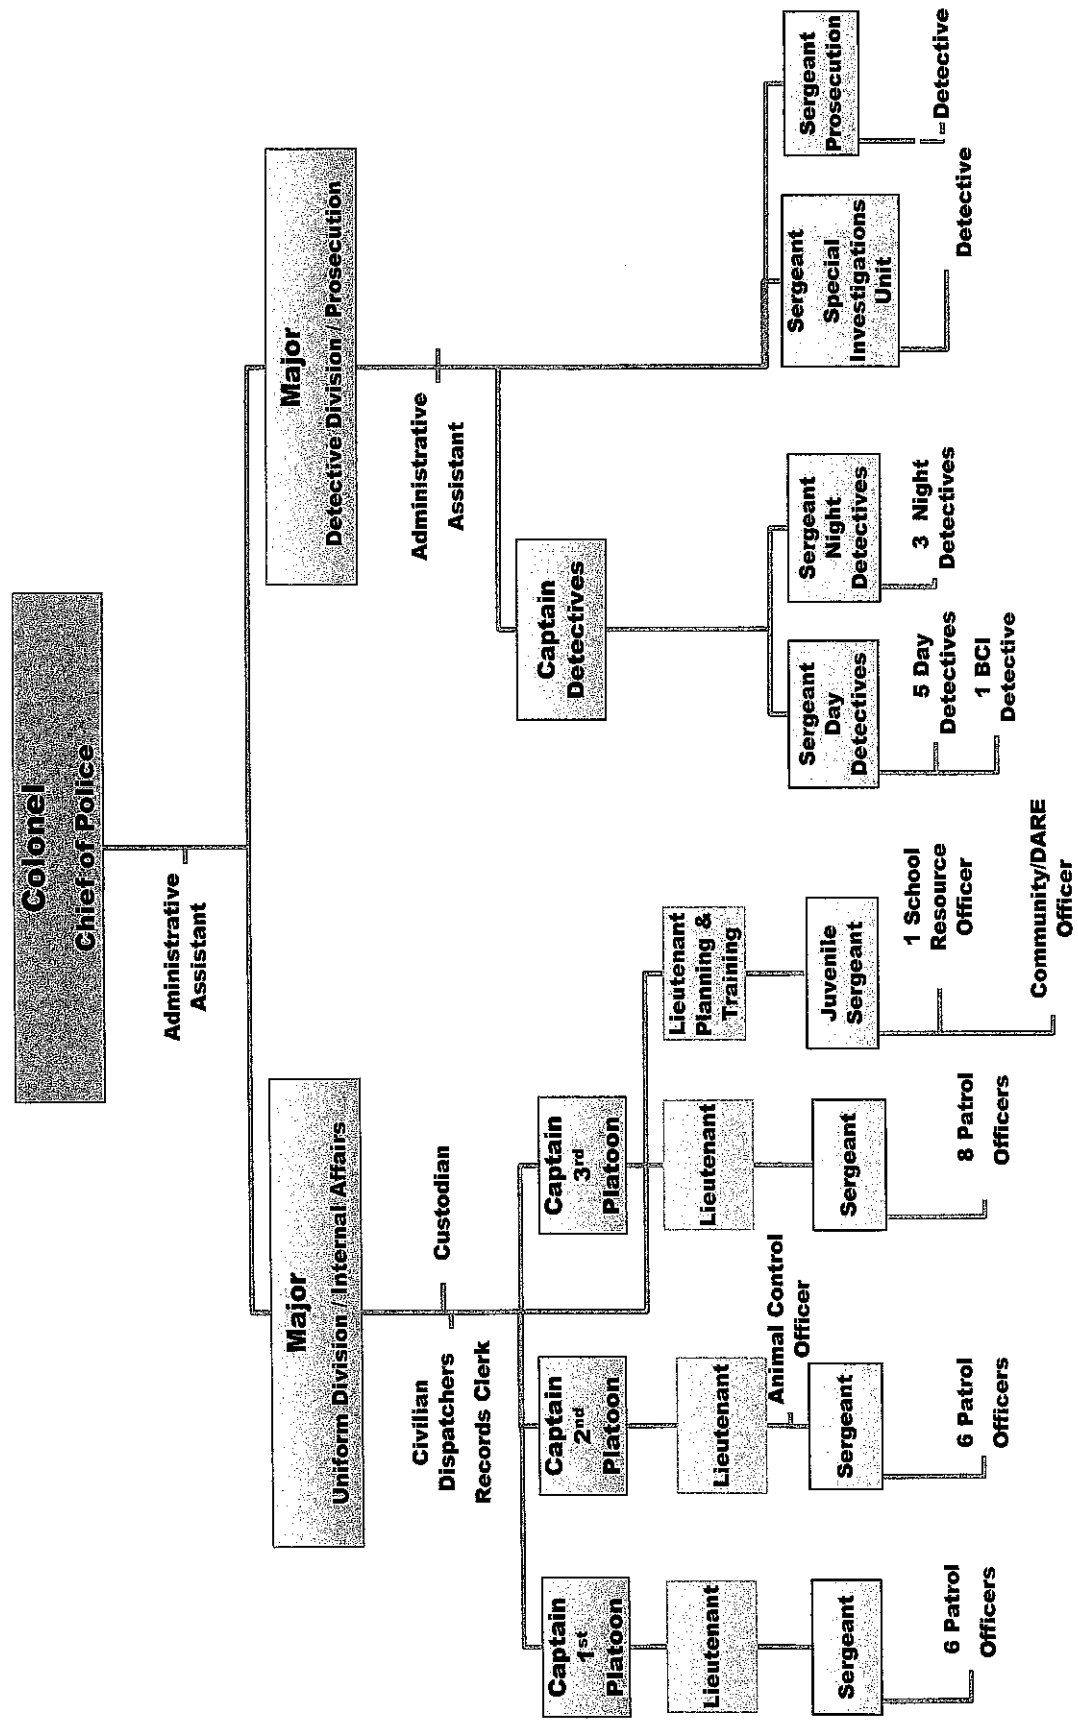 Colonel
Chief of Police
Administrative
Assistant
Major
Uniform Division / Internal Affairs
Major
Detective Division / Prosecution
Civilian
Dispatchers
Records Clerk
Custodian
Administrative
Assistant
Captain
1st
Platoon
Captain
2nd
Platoon
Captain
3rd
Platoon
Captain
Detectives
Lieutenant
Lieutenant
Lieutenant
Lieutenant
Planning &
Training
Animal Control
Officer
Sergeant
Sergeant
Sergeant
Juvenile
Sergeant
Sergeant
Day
Detectives
Sergeant
Night
Detectives
Sergeant
Special
Investigations
Unit
Sergeant
Prosecution
6 Patrol
Officers
6 Patrol
Officers
8 Patrol
Officers
1 School
Resource
Officer
Community/DARE
Officer
5 Day
Detectives
1 BCI
Detective
3 Night
Detectives
Detective
Detective